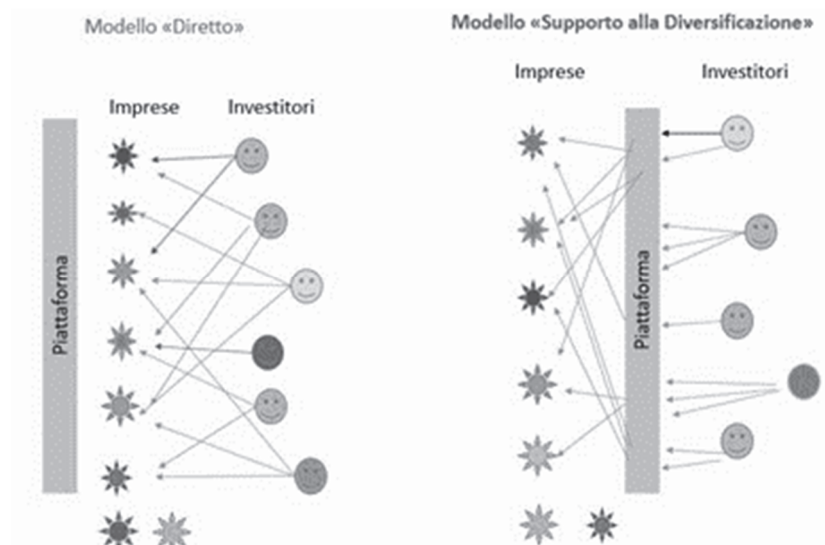 Modello «Diretto»
Imprese
Investitori
Piattaforma
Modello «Supporto alla Diversificazione»
Imprese
Investitori
Piattaforma